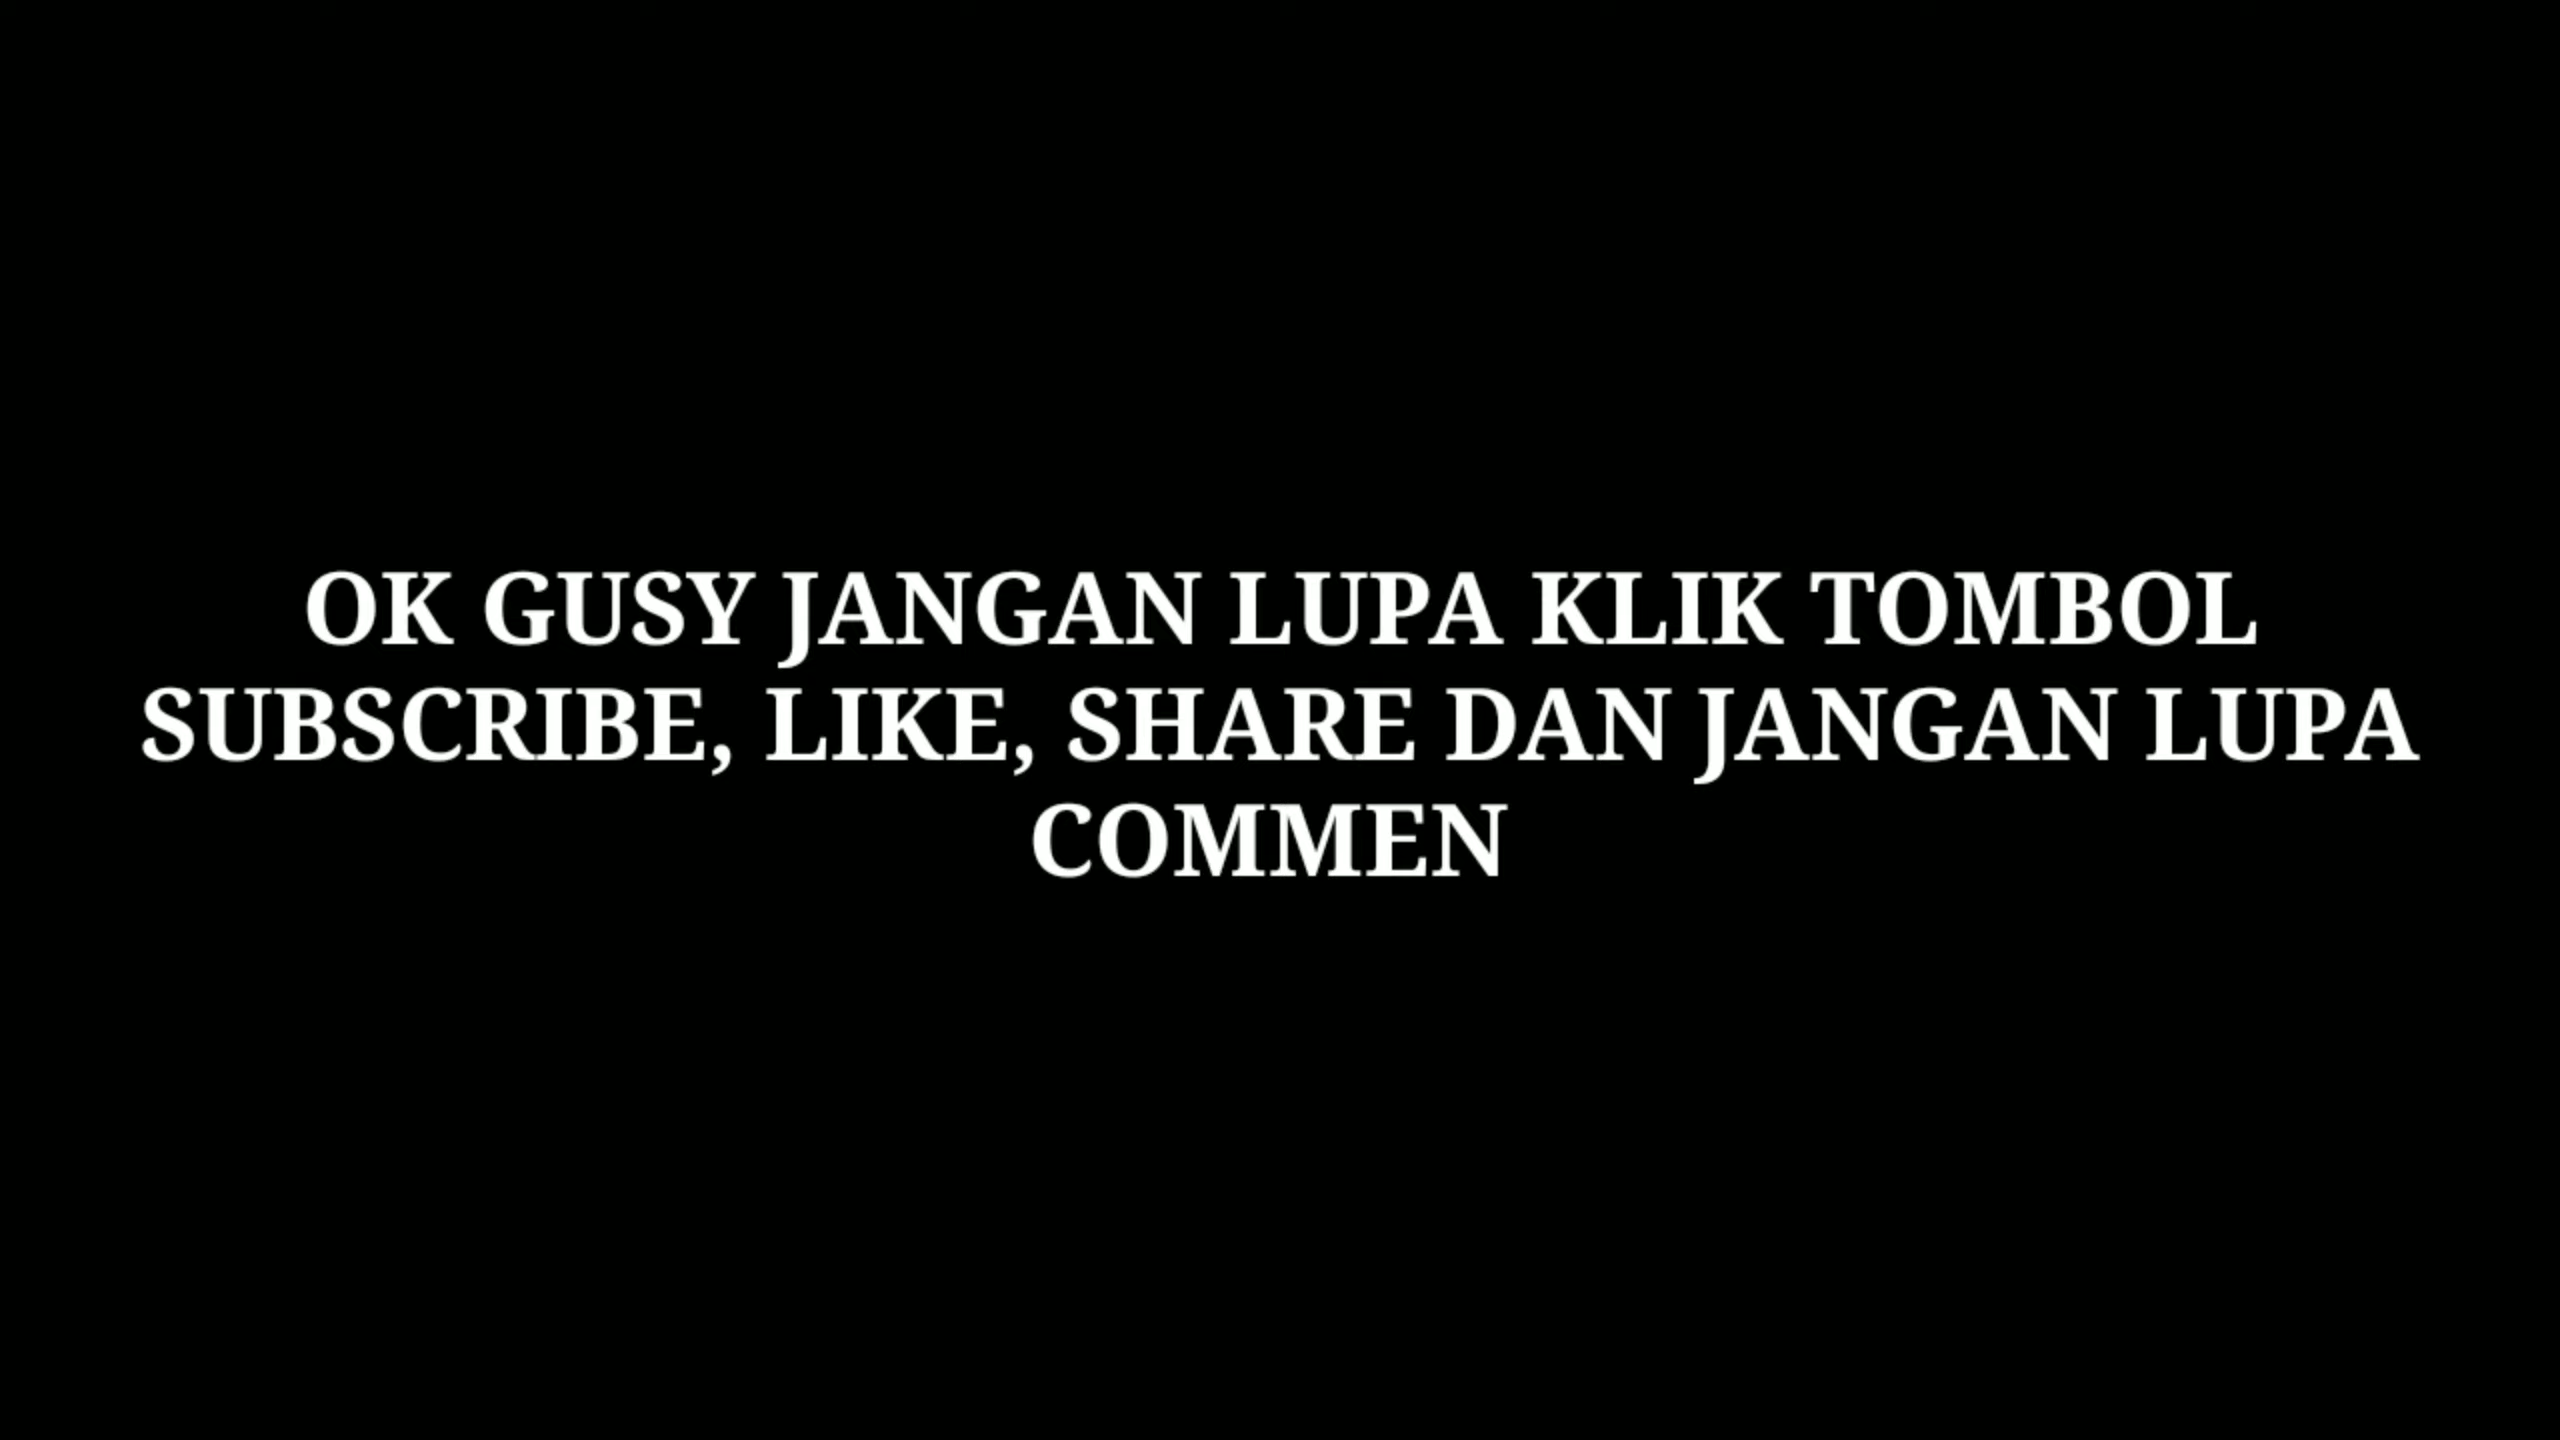 OK GUSY JANGAN LUPA KLIK TOMBOL
SUBSCRIBE, LIKE, SHARE DAN JANGAN LUPA
COMMEN